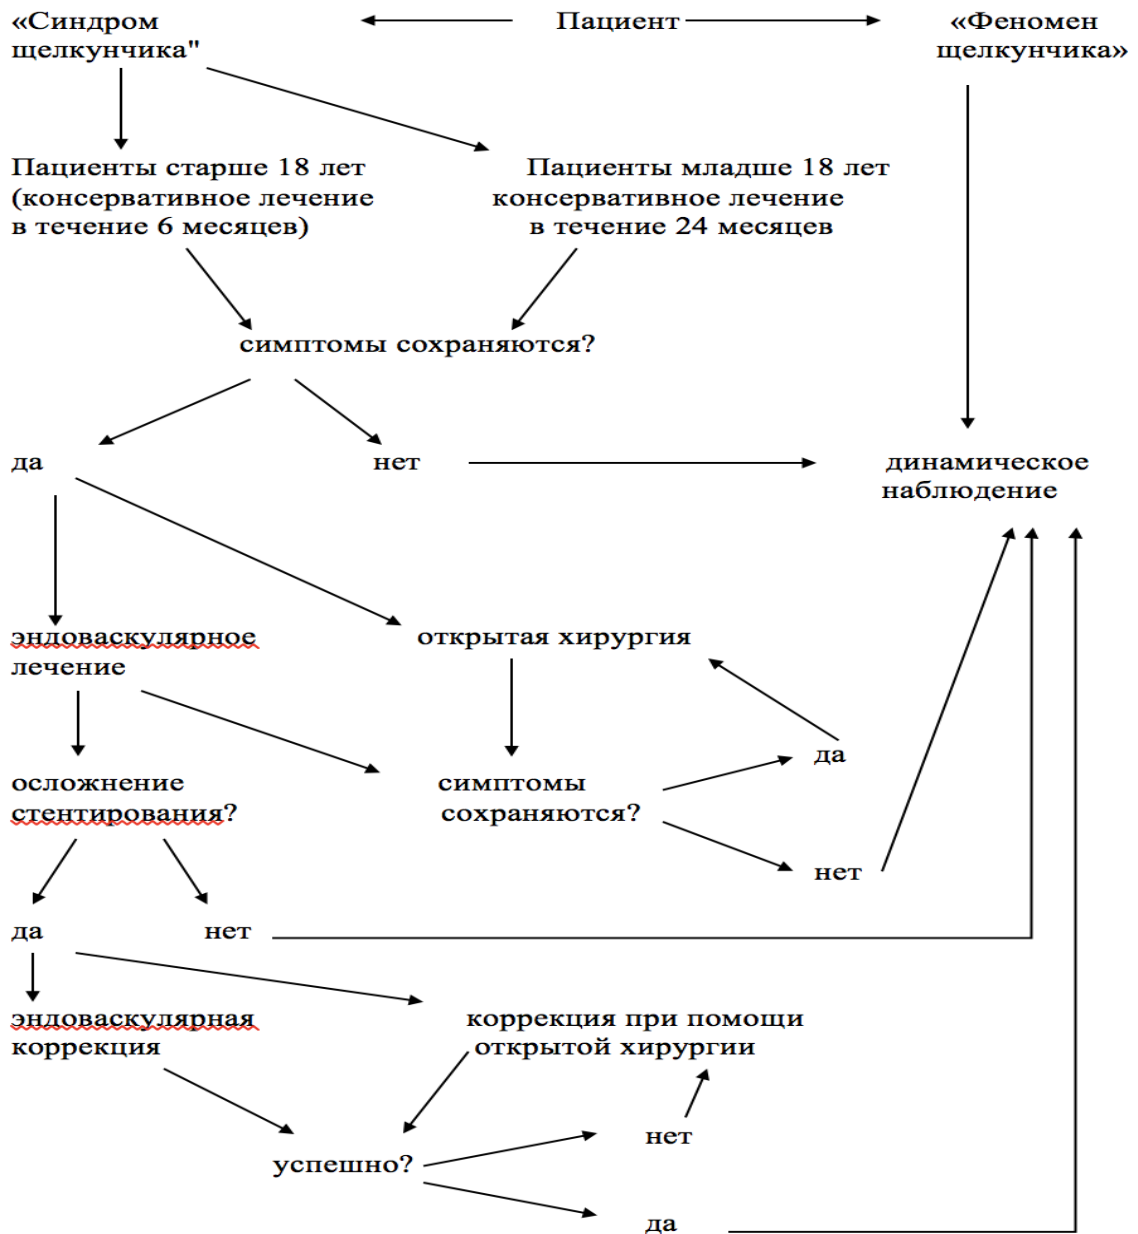 «Синдром
щелкунчика"
Пациент
«Феномен
щелкунчика»
Пациенты старше 18 лет
(консервативное лечение
в течение 6 месяцев)
Пациенты младше 18 лет
консервативное лечение
в течение 24 месяцев
симптомы сохраняются?
да
нет
динамическое
наблюдение
эндоваскулярное
лечение
открытая хирургия
осложнение
стентирования?
симптомы
сохраняются?
да
нет
да
нет
эндоваскулярная
коррекция
коррекция при помощи
открытой хирургии
успешно?
нет
да